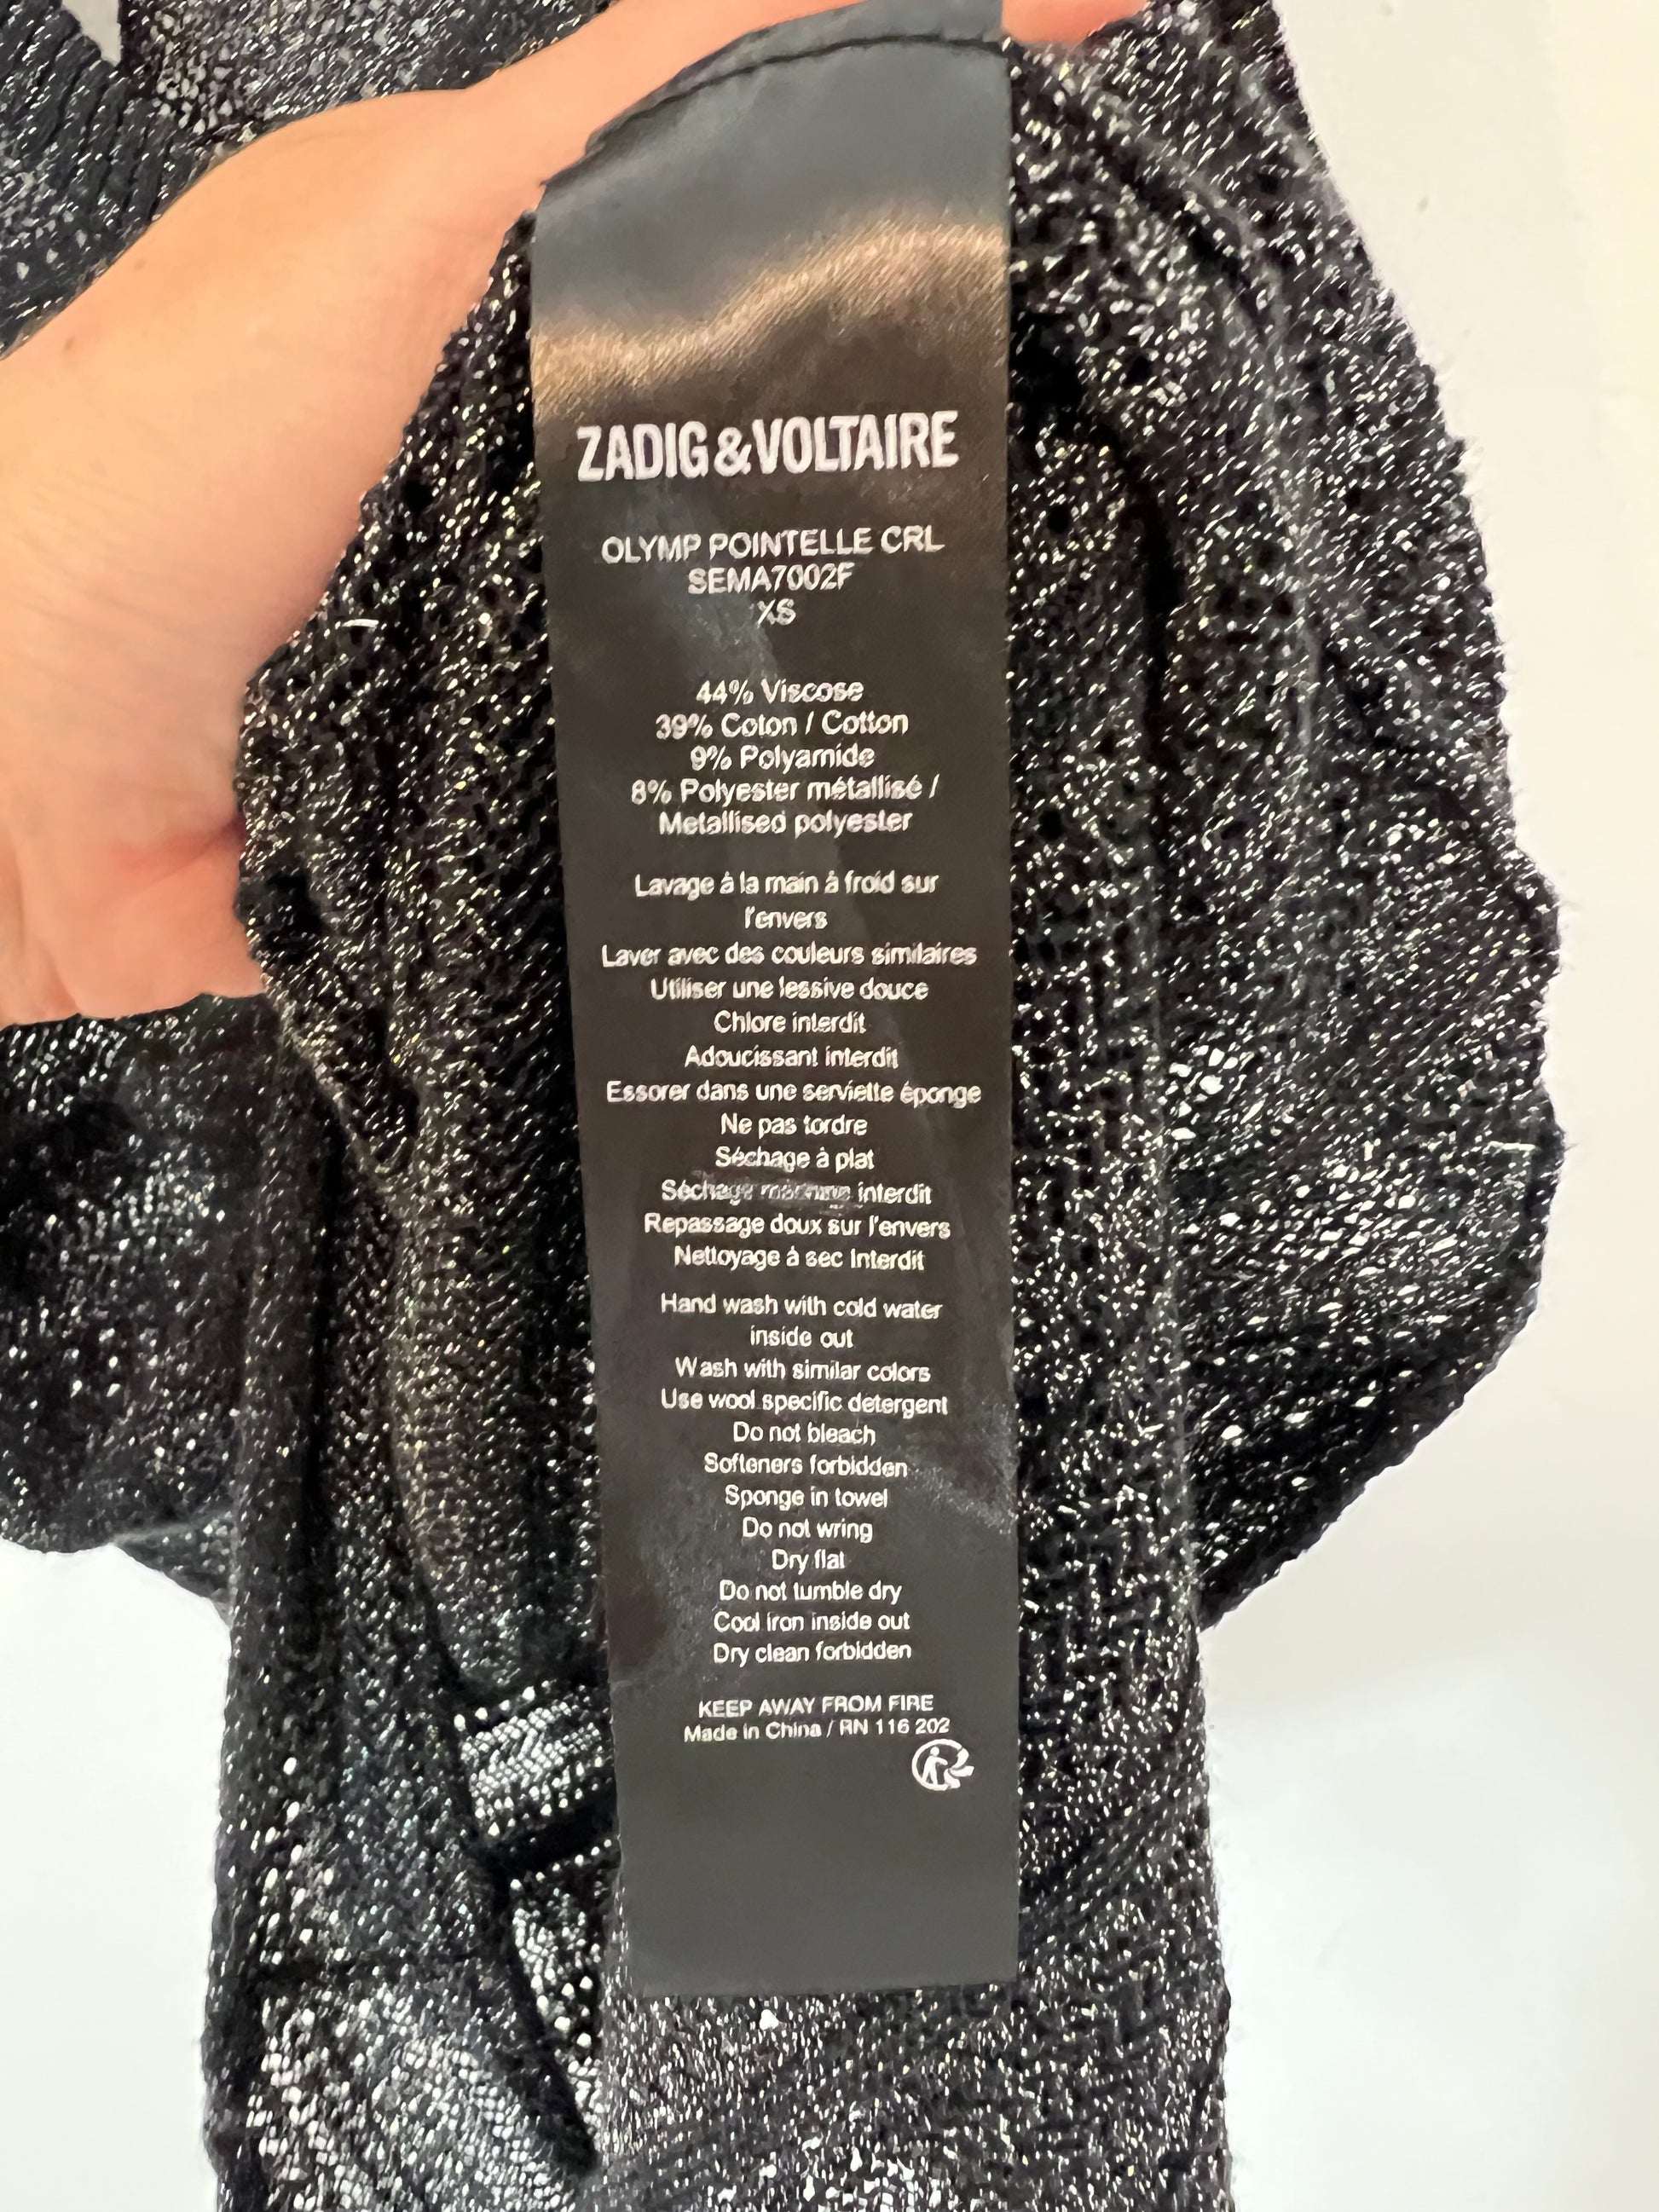 ZADIG&VOLTAIRE
OLYMP POINTELLE CRL
SEMA7002F
XS
44% Viscose
39% Coton / Cotton
9% Polyamide
8% Polyester métallisé /
Metallised polyester
Lavage à la main à froid sur
l'envers
Laver avec des couleurs similaires
Utiliser une lessive douce
Chlore interdit
Adoucissant interdit
Essorer dans une serviette éponge
Ne pas tordre
Séchage à plat
Séchage machine interdit
Repassage doux sur l'envers
Nettoyage à sec Interdit
Hand wash with cold water
inside out
Wash with similar colors
Use wool specific detergent
Do not bleach
Softeners forbidden
Sponge in towel
Do not wring
Dry flat
Do not tumble dry
Cool iron inside out
Dry clean forbidden
KEEP AWAY FROM FIRE
Made in China / RN 116 202